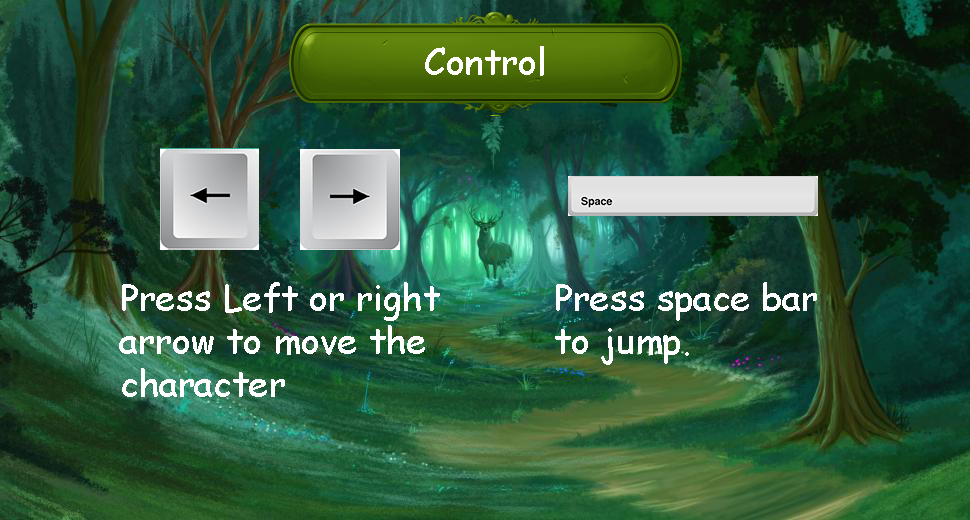 Control
Space
Press Left or right
arrow to move the
character
Press space bar
to jump.